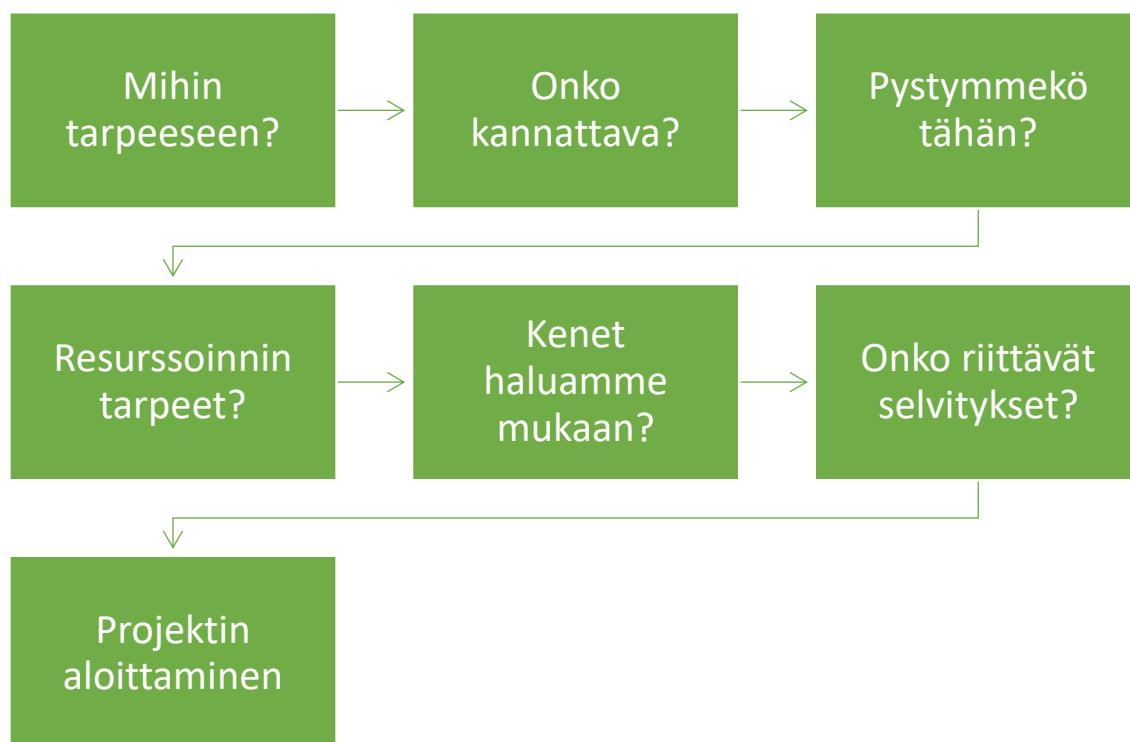 Mihin
tarpeeseen?
Onko
kannattava?
Pystymmekö
tähän?
Resurssoinnin
tarpeet?
Kenet
haluamme
mukaan?
Onko riittävät
selvitykset?
Projektin
aloittaminen